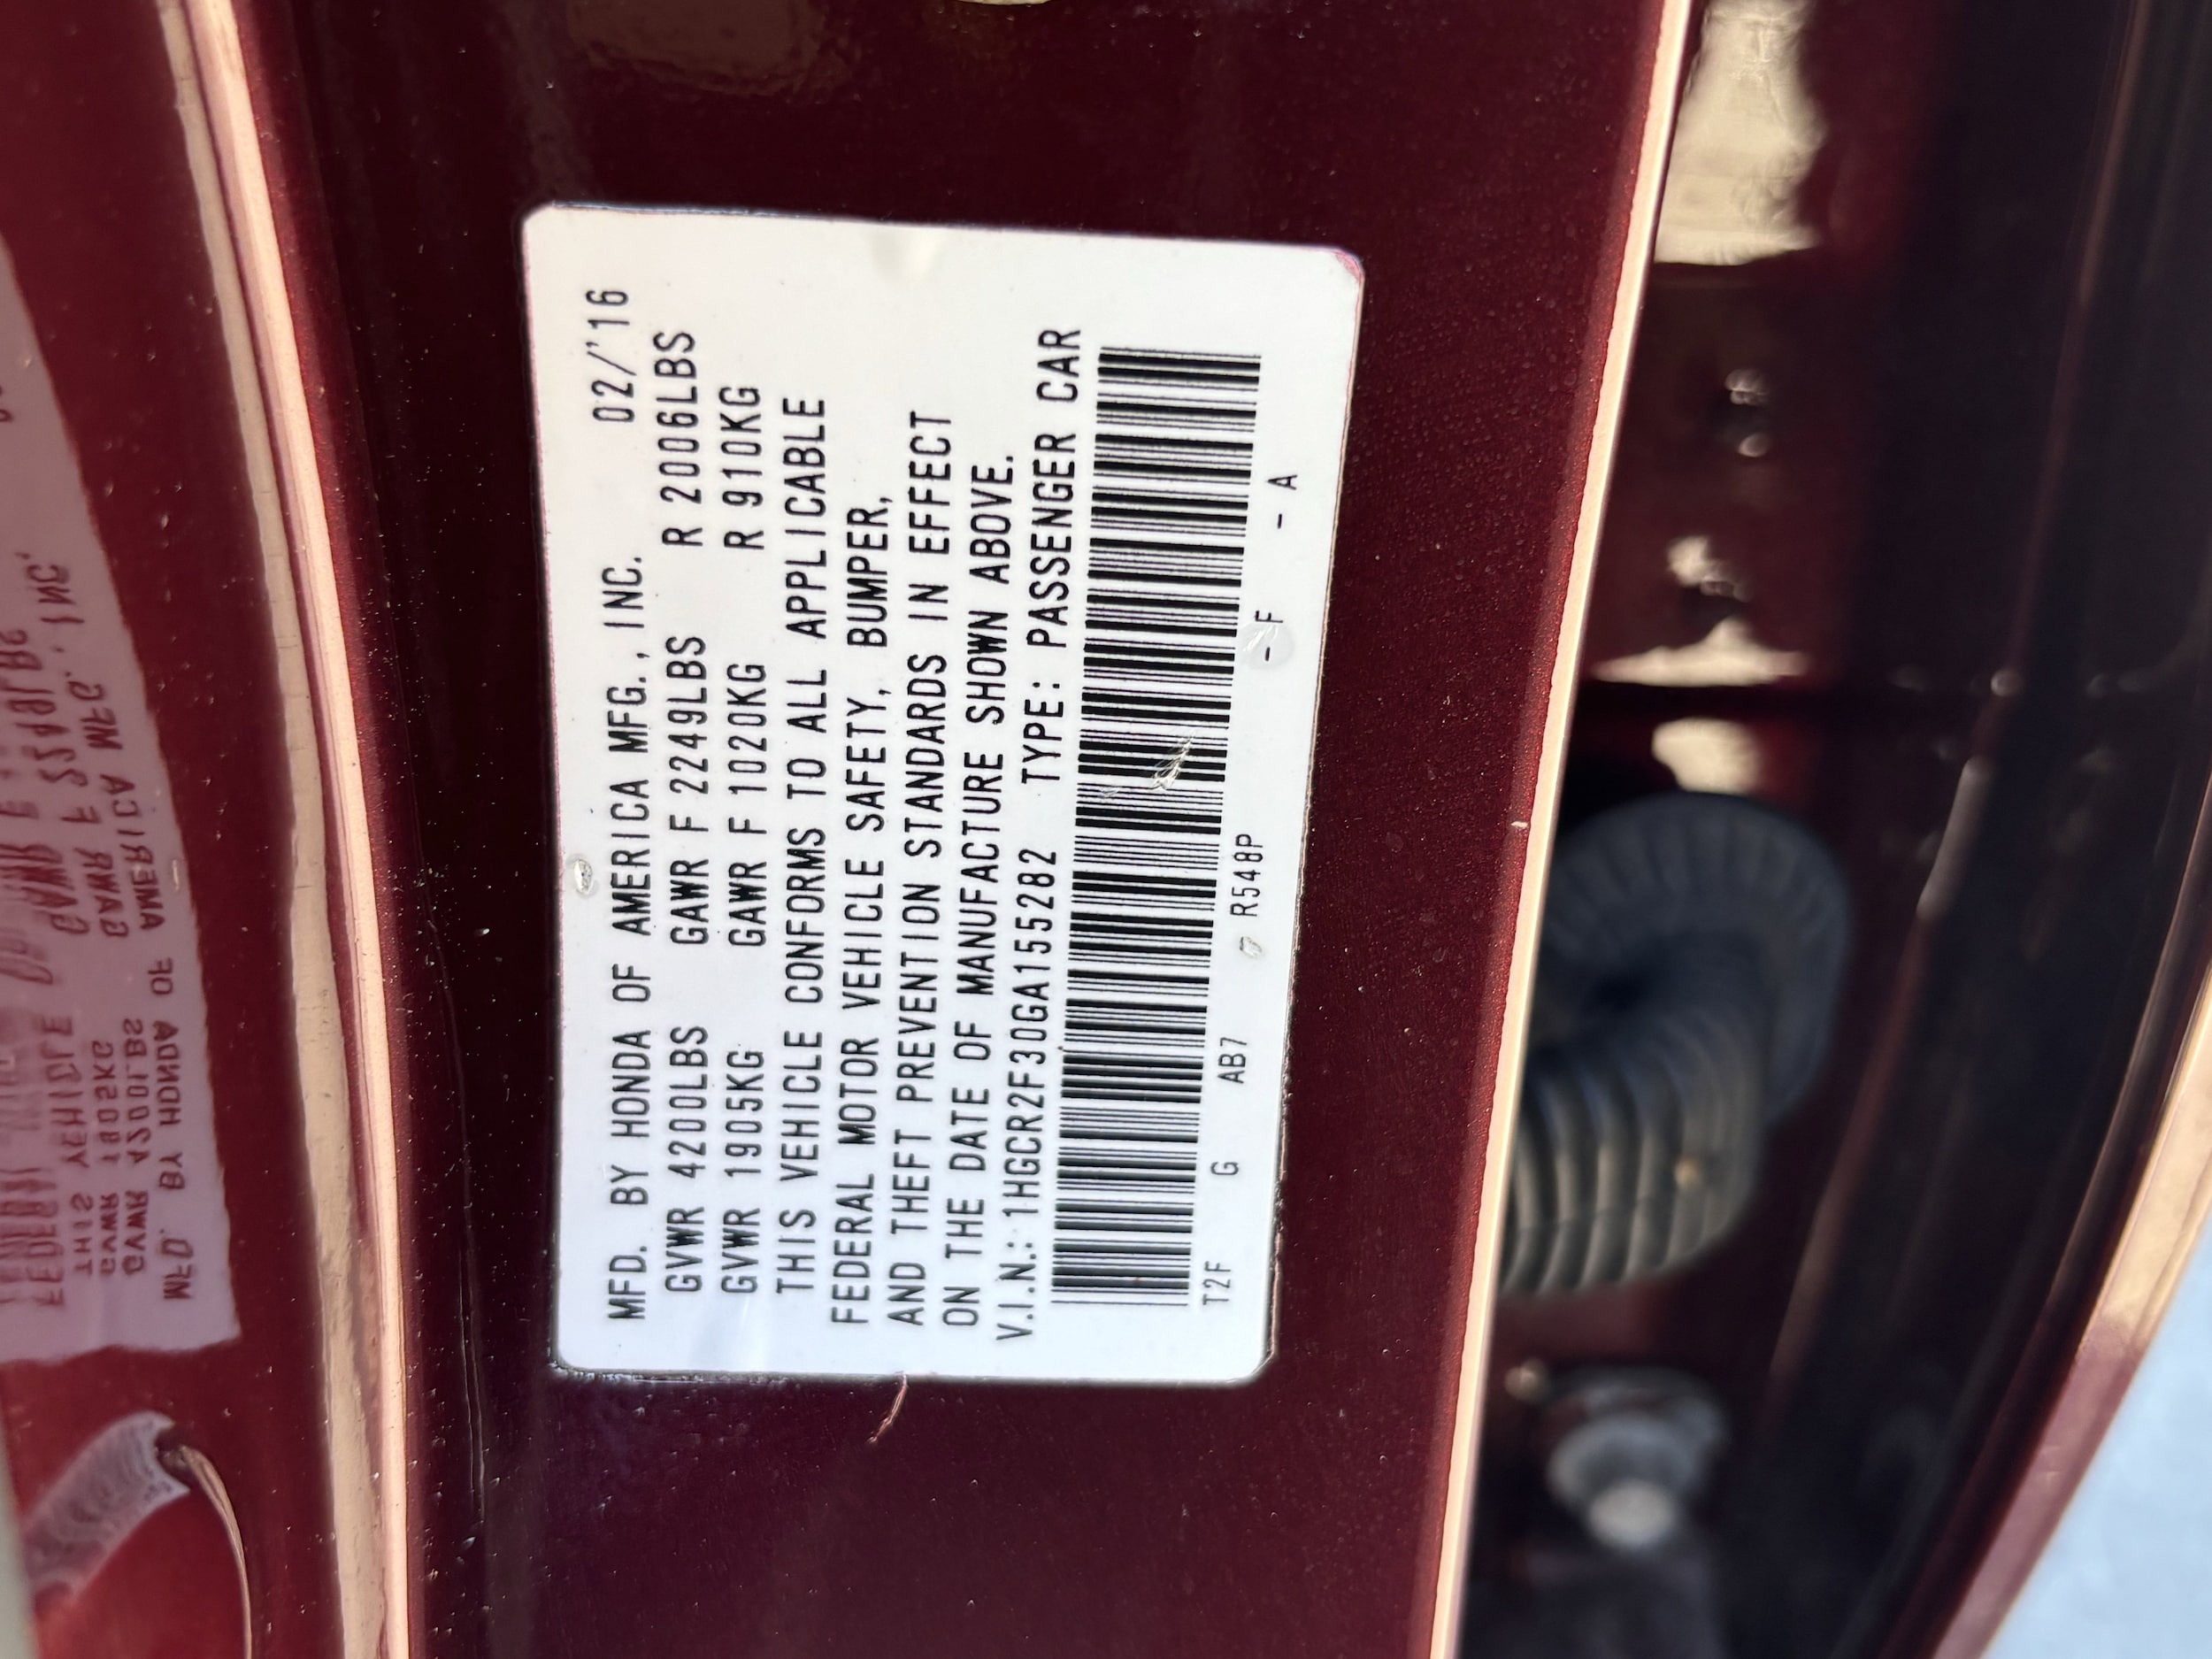 MFD. BY HONDA OF AMERICA MFG., INC. 02/'16
GVWR 4200LBS GAWR F 2249LBS R 2006LBS
GVWR 1905KG GAWR F 1020KG R 910KG
THIS VEHICLE CONFORMS TO ALL APPLICABLE
FEDERAL MOTOR VEHICLE SAFETY, BUMPER,
AND THEFT PREVENTION STANDARDS IN EFFECT
ON THE DATE OF MANUFACTURE SHOWN ABOVE.
V.I.N.: 1HGCR2F30GA155282 TYPE: PASSENGER CAR
T2F G AB7 R548P - F - A